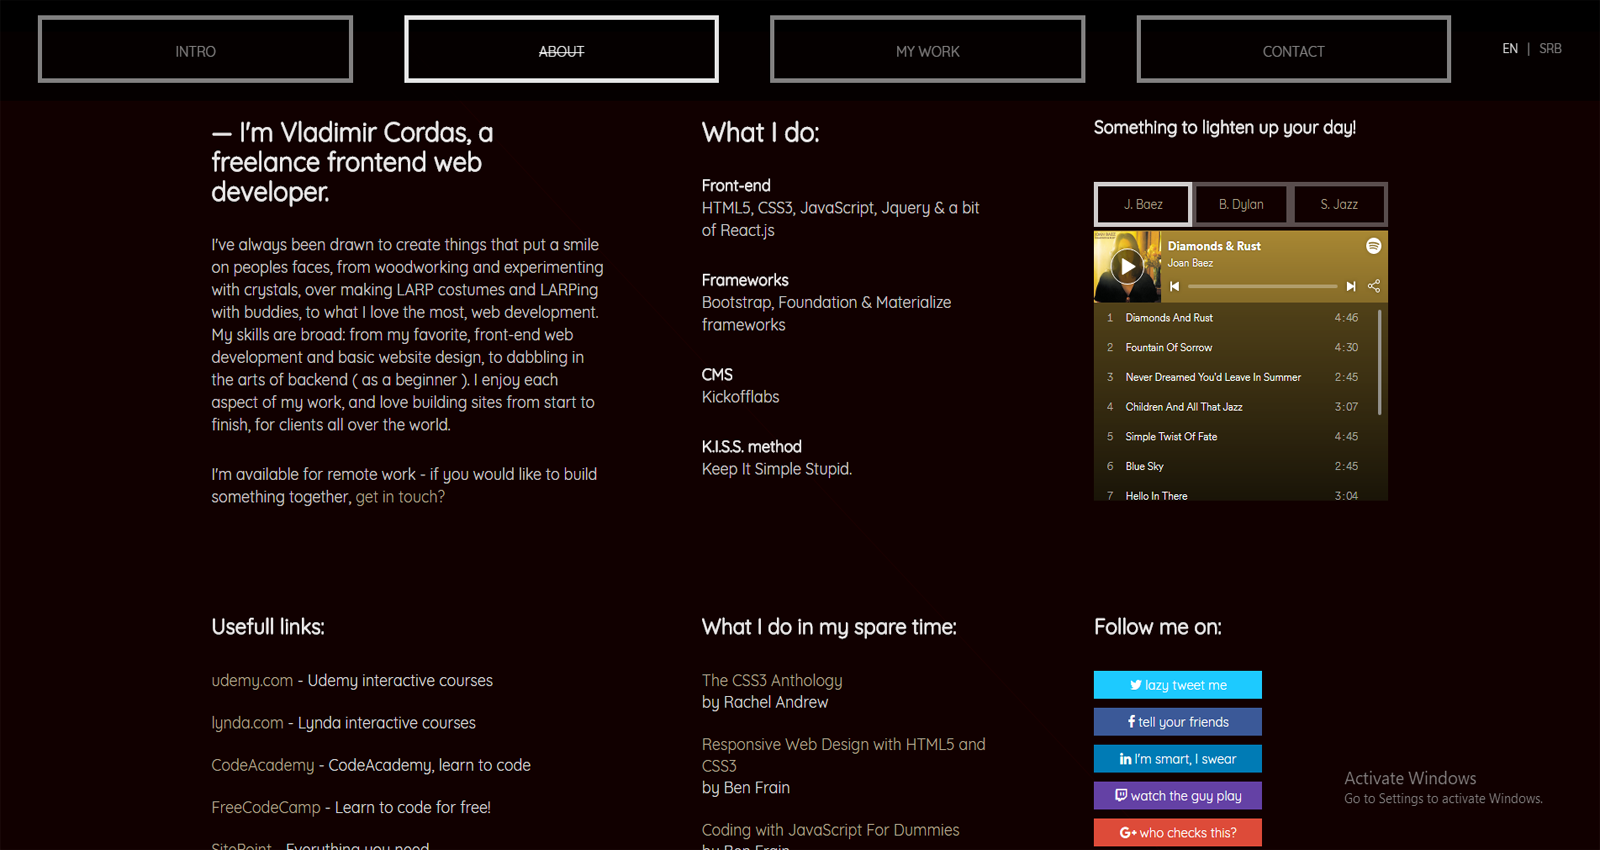 INTRO
ABOUT
MY WORK
CONTACT
EN | SRB
— I'm Vladimir Cordas, a
freelance frontend web
developer.
I've always been drawn to create things that put a smile
on peoples faces, from woodworking and experimenting
with crystals, over making LARP costumes and LARPing
with buddies, to what I love the most, web development.
My skills are broad: from my favorite, front-end web
development and basic website design, to dabbling in
the arts of backend ( as a beginner ). I enjoy each
aspect of my work, and love building sites from start to
finish, for clients all over the world.
I'm available for remote work - if you would like to build
something together, get in touch?
What I do:
Front-end
HTML5, CSS3, JavaScript, Jquery & a bit
of React.js
Frameworks
Bootstrap, Foundation & Materialize
frameworks
CMS
Kickofflabs
K.I.S.S. method
Keep It Simple Stupid.
Something to lighten up your day!
J. Baez
B. Dylan
S. Jazz
Diamonds & Rust
Joan Baez
1 Diamonds And Rust 4:46
2 Fountain Of Sorrow 4:30
3 Never Dreamed You'd Leave In Summer 2:45
4 Children And All That Jazz 3:07
5 Simple Twist Of Fate 4:45
6 Blue Sky 2:45
7 Hello In There 3:04
Usefull links:
udemy.com - Udemy interactive courses
lynda.com - Lynda interactive courses
CodeAcademy - CodeAcademy, learn to code
FreeCodeCamp - Learn to code for free!
SitePoint - Everything you need
What I do in my spare time:
The CSS3 Anthology
by Rachel Andrew
Responsive Web Design with HTML5 and
CSS3
by Ben Frain
Coding with JavaScript For Dummies
by Ben Frain
Follow me on:
lazy tweet me
tell your friends
I'm smart, I swear
watch the guy play
who checks this?
Activate Windows
Go to Settings to activate Windows.